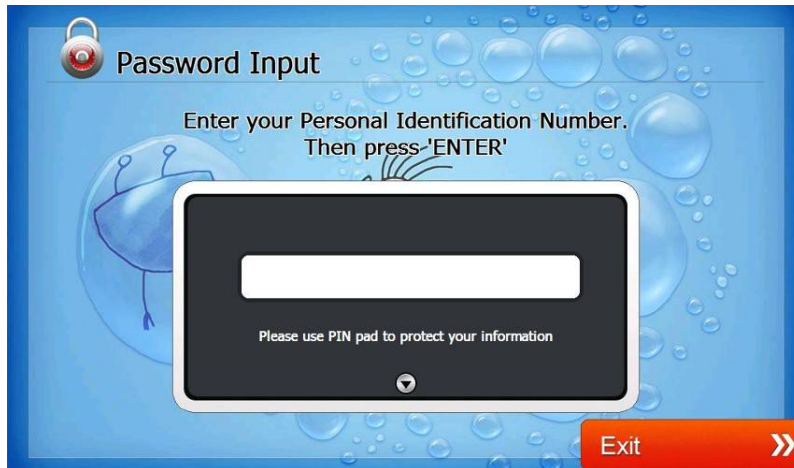 Password Input
Enter your Personal Identification Number.
Then press 'ENTER'
Please use PIN pad to protect your information
Exit